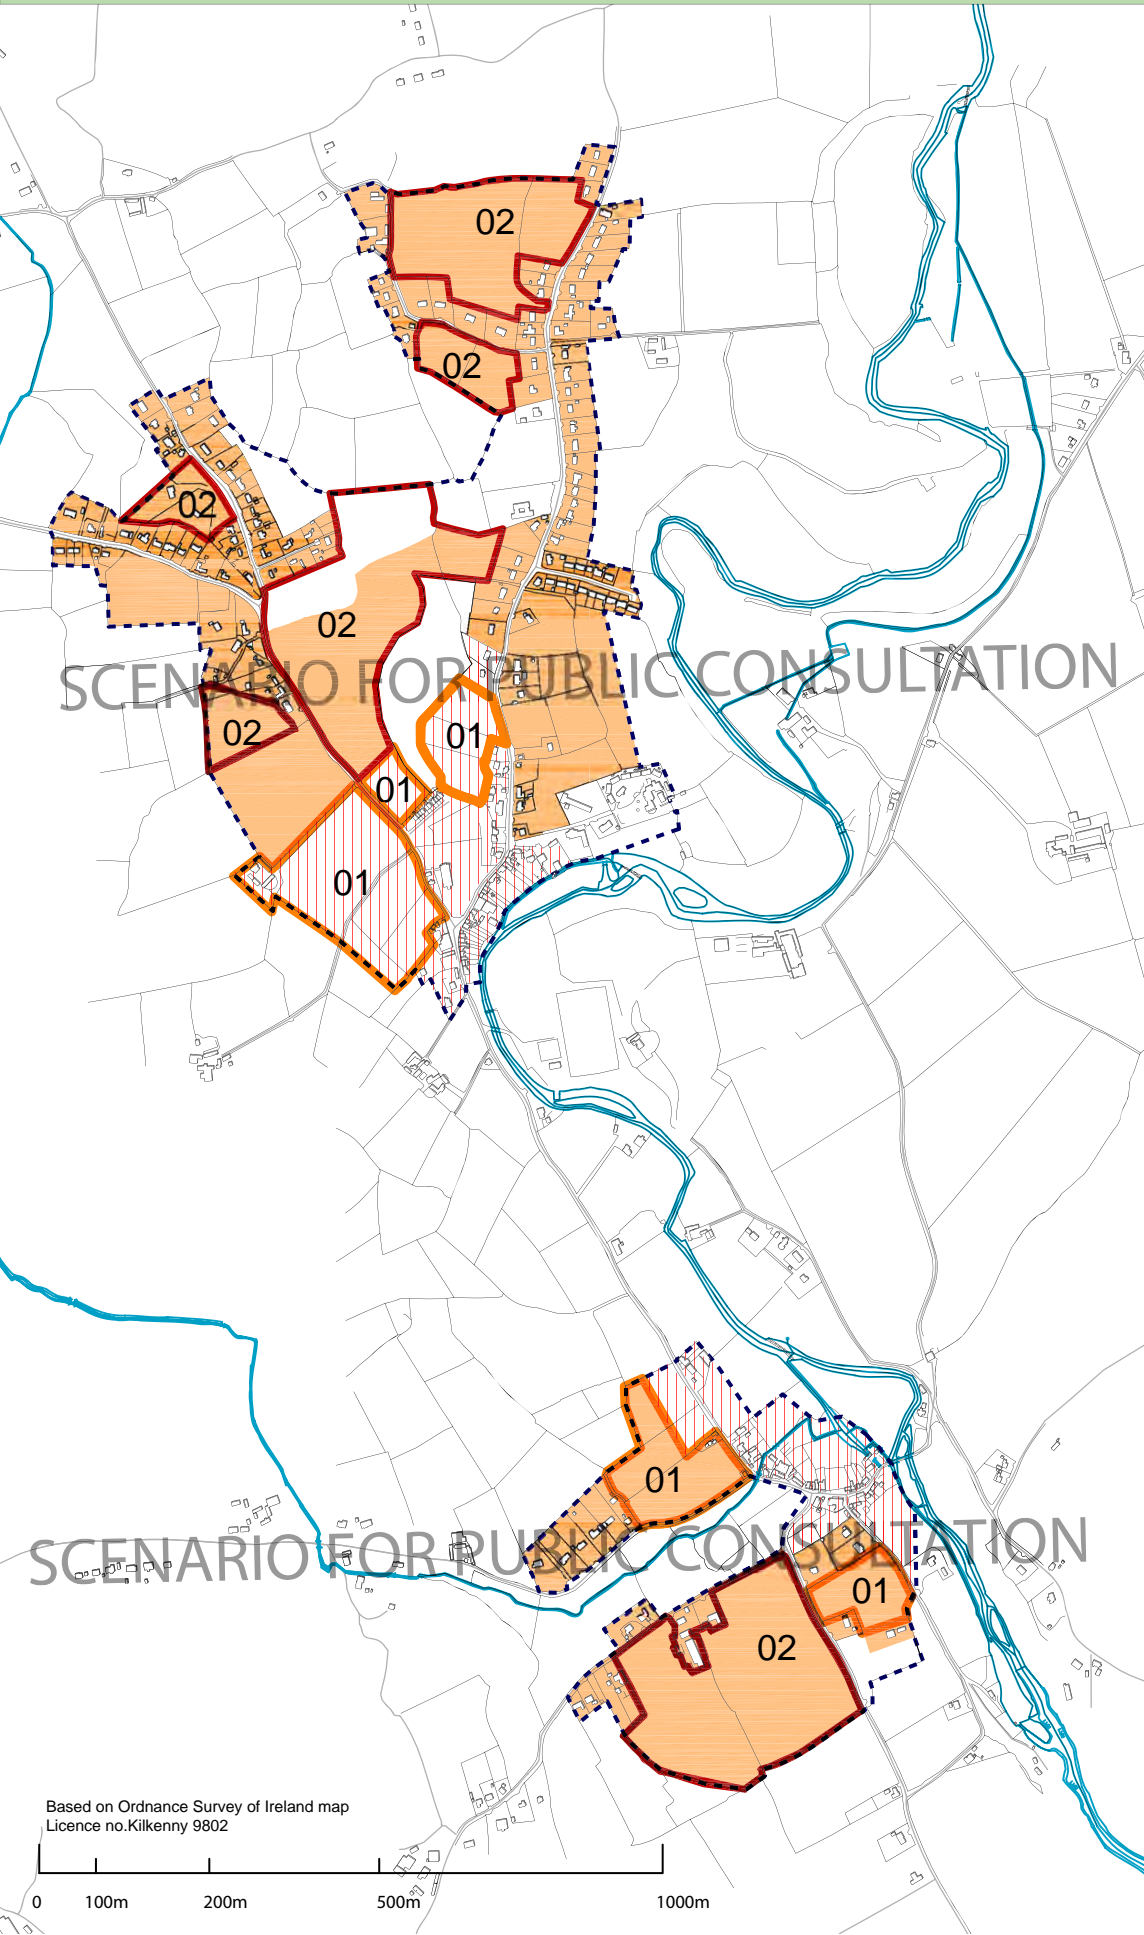 02
02
02
02
SCENARIO FOR PUBLIC CONSULTATION
02
01
01
01
01
SCENARIO FOR PUBLIC CONSULTATION
01
02
Based on Ordnance Survey of Ireland map
Licence no.Kilkenny 9802
0 100m 200m 500m 1000m